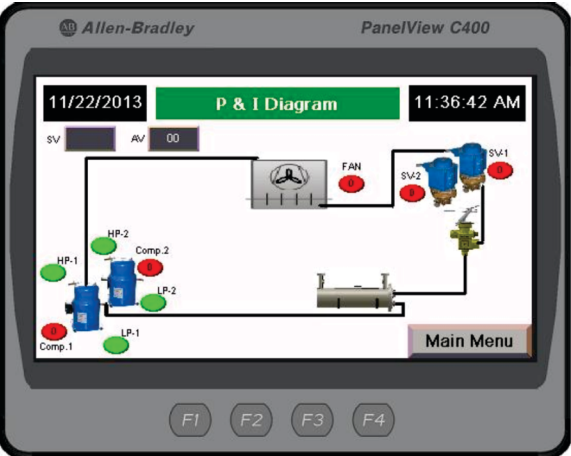 AB Allen-Bradley
PanelView C400
11/22/2013
P & I Diagram
11:36:42 AM
SV
AV 00
FAN
0
SV-1
0
SV-2
0
HP-2
HP-1
Comp.2
0
LP-2
0
Comp.1
LP-1
Main Menu
F1 F2 F3 F4